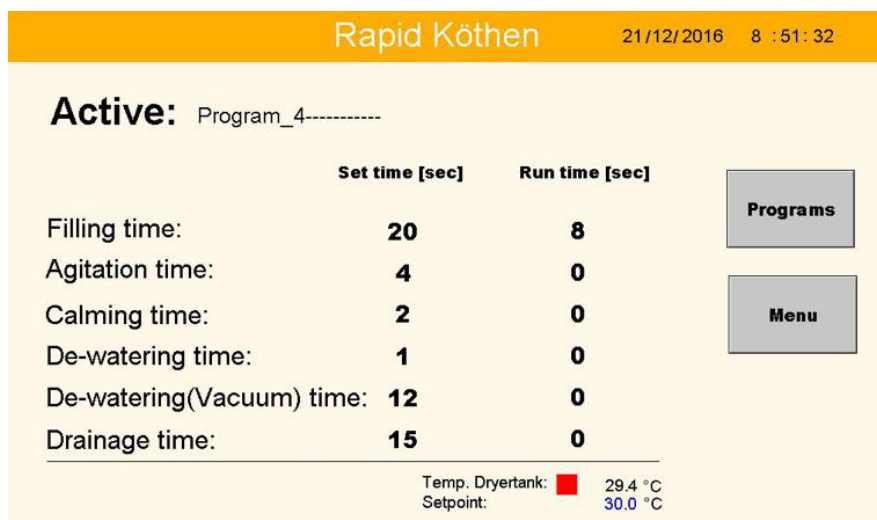 Rapid Köthen 21/12/2016 8 :51: 32
Active: Program_4-----------
Set time [sec] Run time [sec]
Programs
Filling time: 20 8
Agitation time: 4 0
Menu
Calming time: 2 0
De-watering time: 1 0
De-watering(Vacuum) time: 12 0
Drainage time: 15 0
Temp. Dryertank: 29.4 °C
Setpoint: 30.0 °C